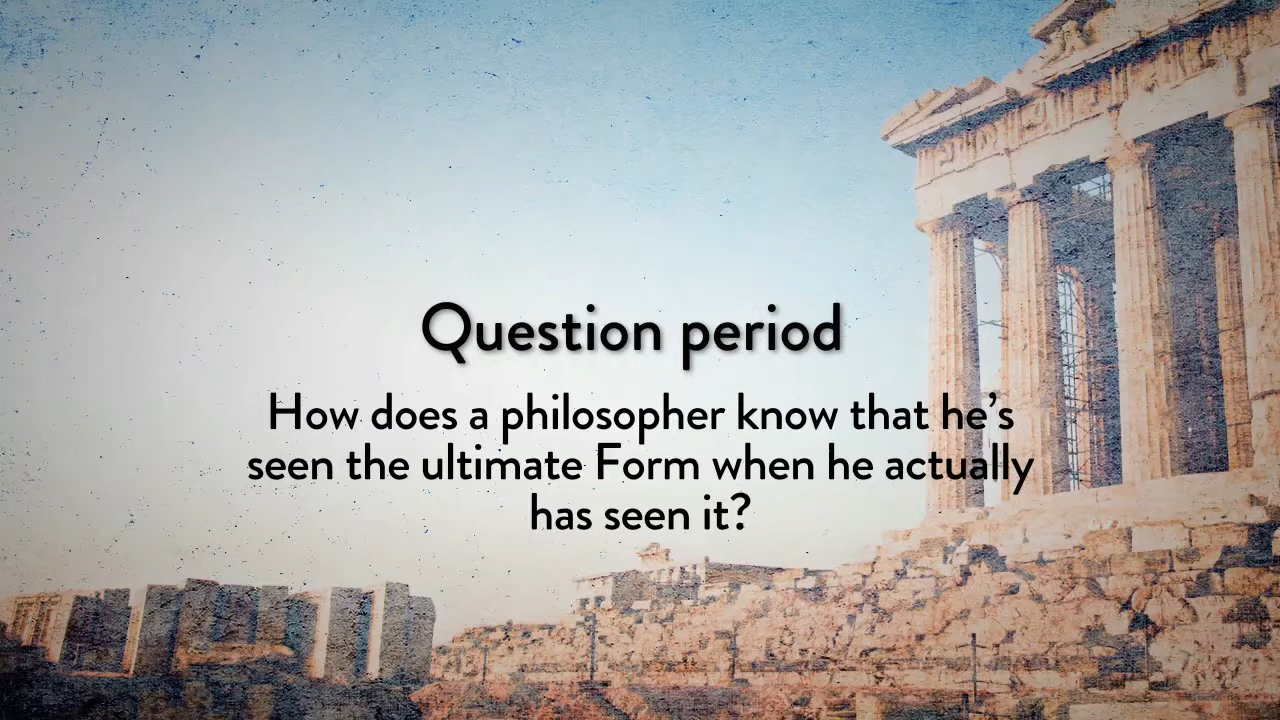 Question period
How does a philosopher know that he’s
seen the ultimate Form when he actually
has seen it?